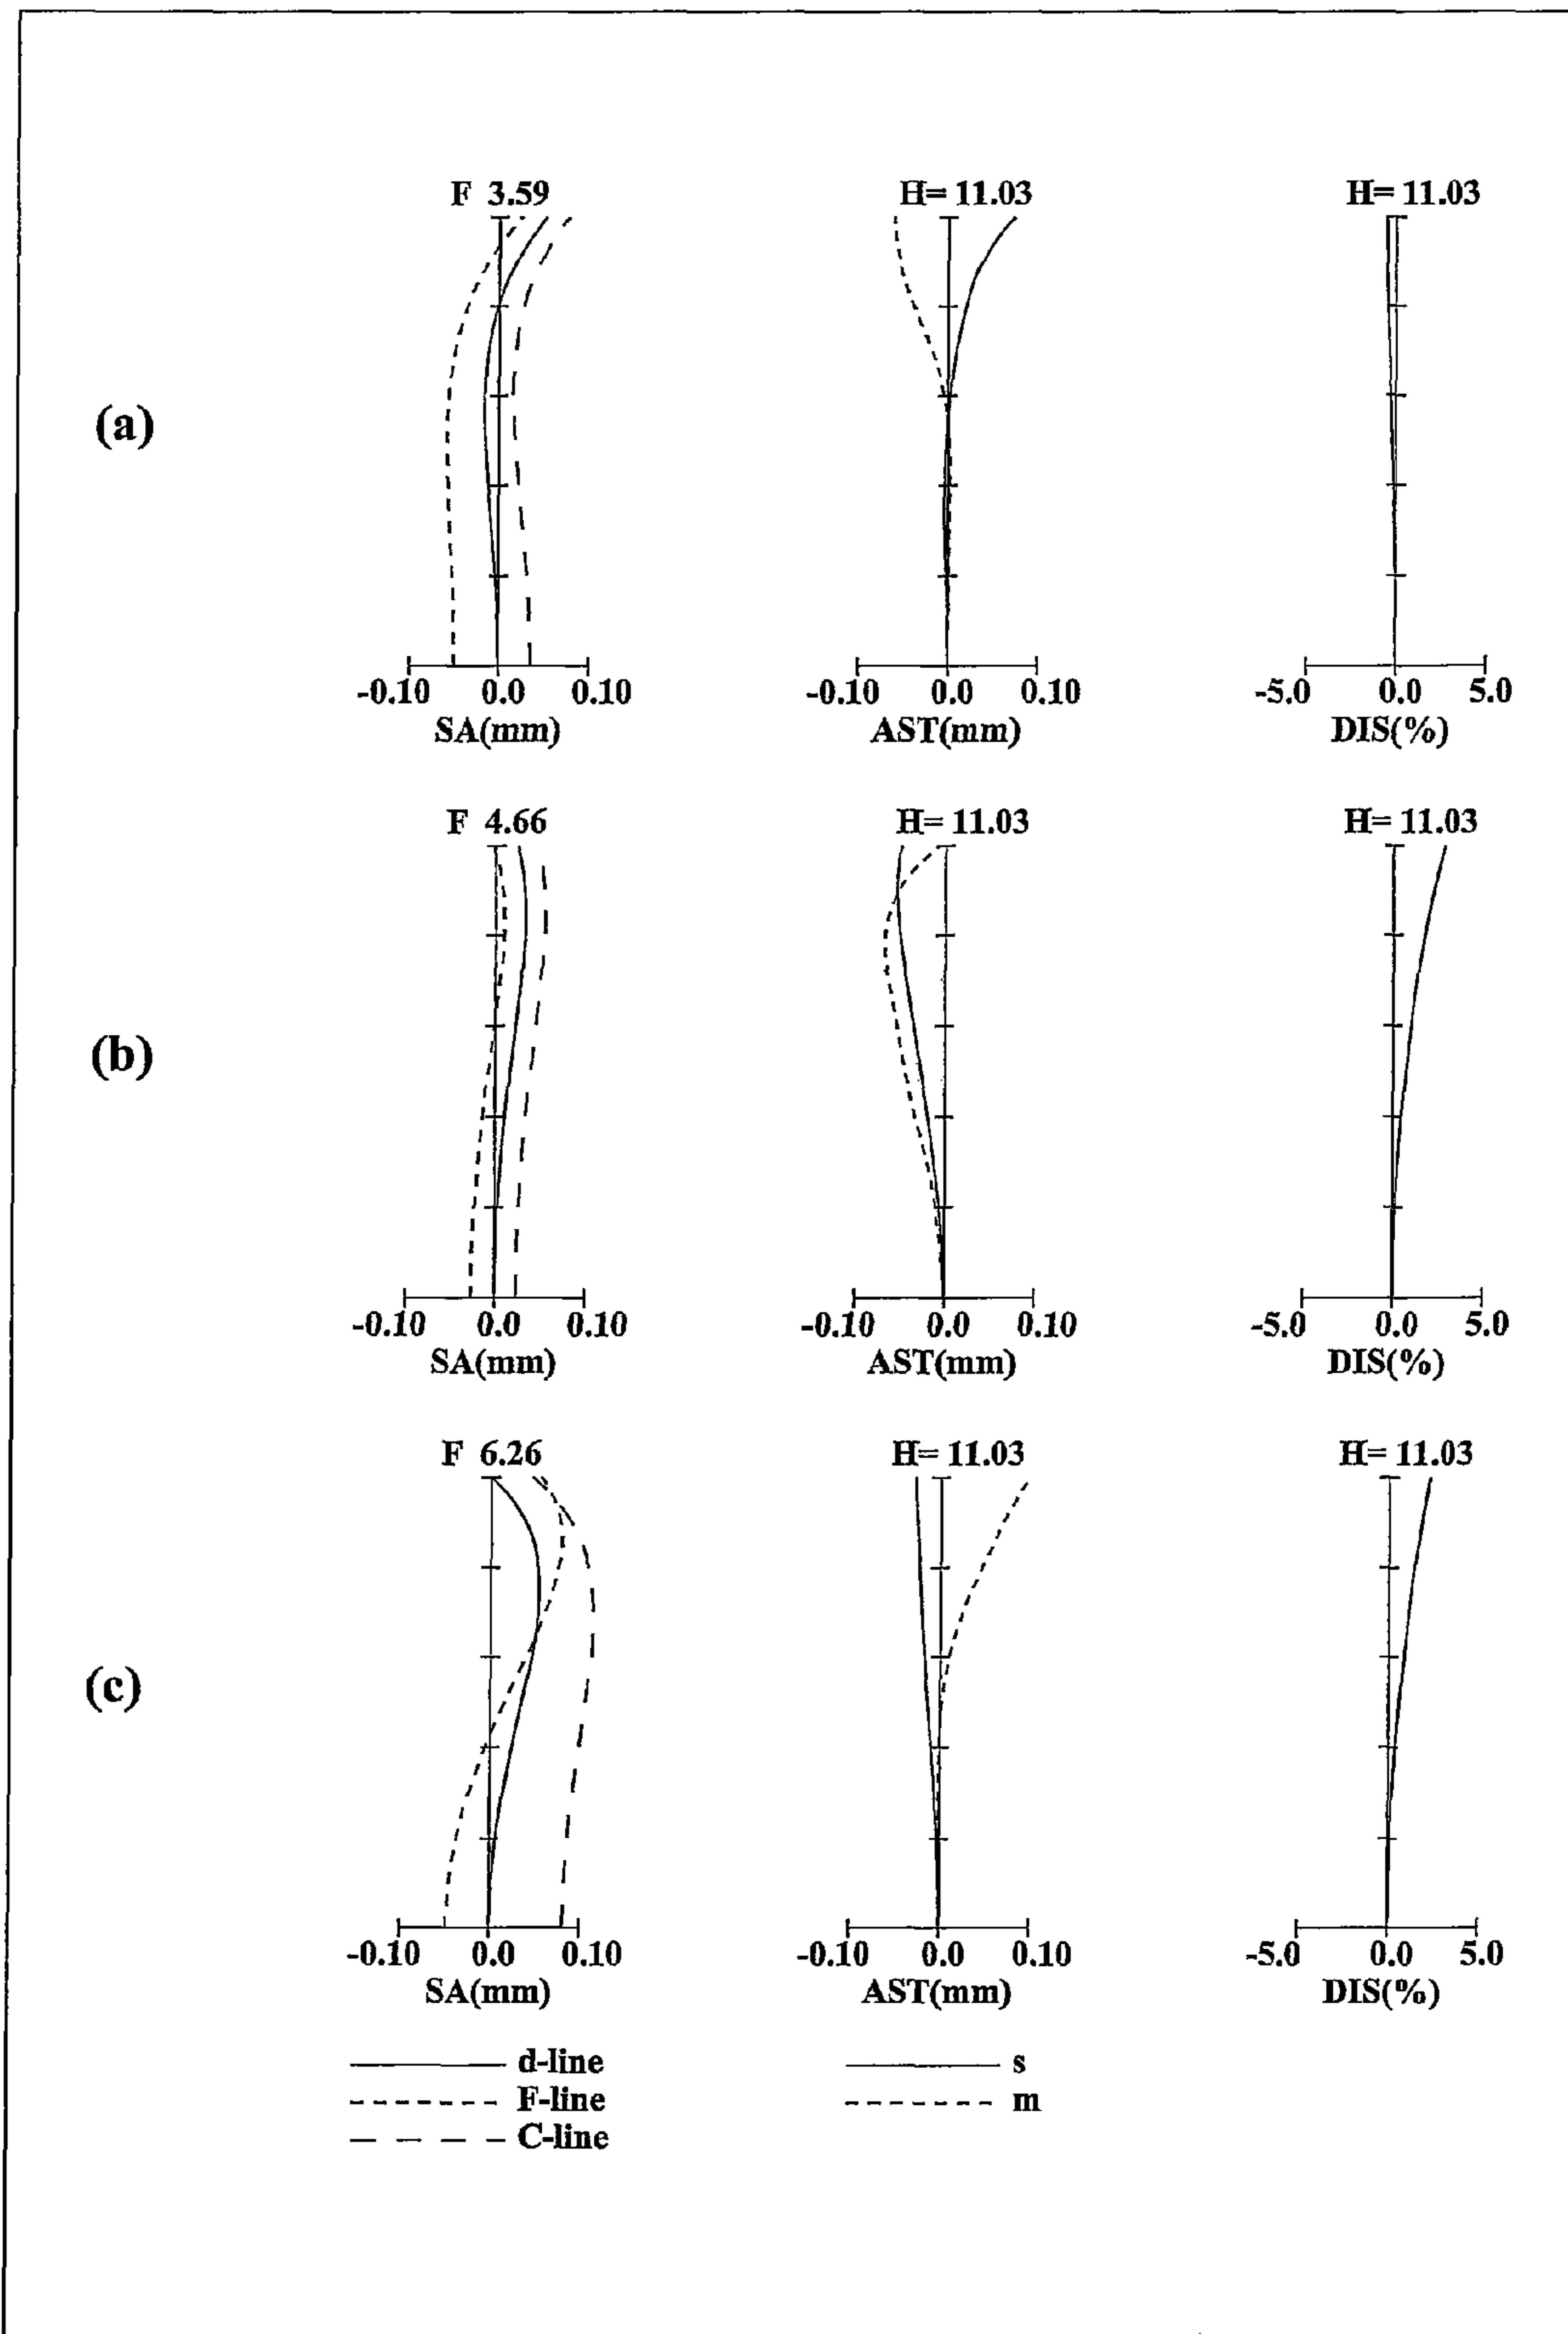 F 3.59 H= 11.03 H= 11.03
(a)
-0.10 0.0 0.10 -0.10 0.0 0.10 -5.0 0.0 5.0
SA(mm) AST(mm) DIS(%)
F 4.66 H= 11.03 H= 11.03
(b)
-0.10 0.0 0.10 -0.10 0.0 0.10 -5.0 0.0 5.0
SA(mm) AST(mm) DIS(%)
F 6.26 H= 11.03 H= 11.03
(c)
-0.10 0.0 0.10 -0.10 0.0 0.10 -5.0 0.0 5.0
SA(mm) AST(mm) DIS(%)
d-line s
F-line m
C-line